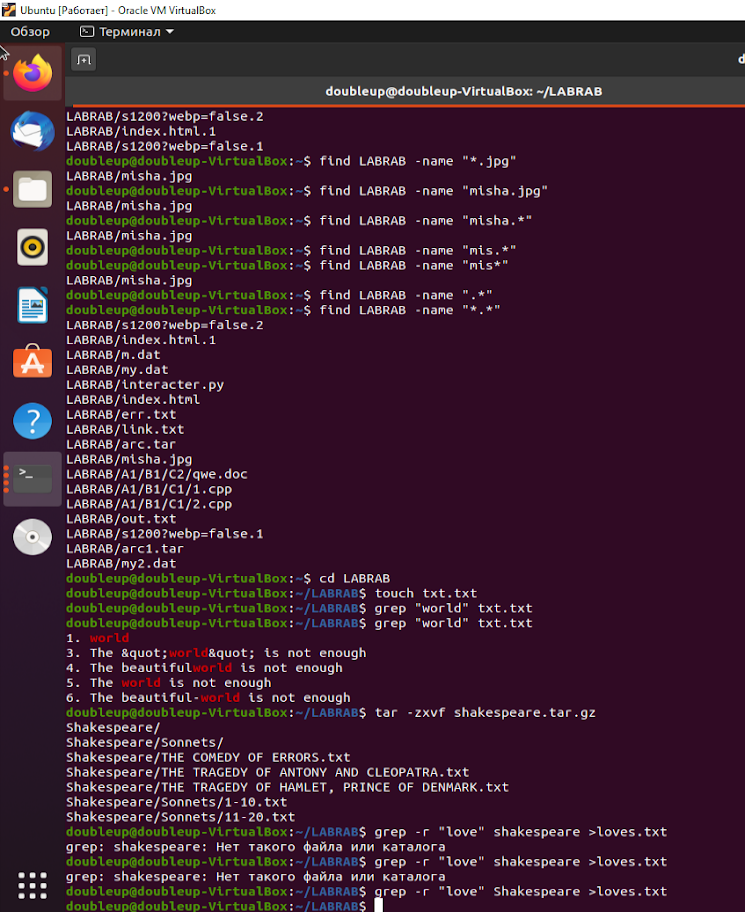 Ubuntu [Работает] - Oracle VM VirtualBox
Обзор
Терминал
d
doubleup@doubleup-VirtualBox: ~/LABRAB
LABRAB/s1200?webp=false.2
LABRAB/index.html.1
LABRAB/s1200?webp=false.1
doubleup@doubleup-VirtualBox:~$ find LABRAB -name "*.jpg"
LABRAB/misha.jpg
doubleup@doubleup-VirtualBox:~$ find LABRAB -name "misha.jpg"
LABRAB/misha.jpg
doubleup@doubleup-VirtualBox:~$ find LABRAB -name "misha.*"
LABRAB/misha.jpg
doubleup@doubleup-VirtualBox:~$ find LABRAB -name "mis.*"
doubleup@doubleup-VirtualBox:~$ find LABRAB -name "mis*"
LABRAB/misha.jpg
doubleup@doubleup-VirtualBox:~$ find LABRAB -name ".*"
doubleup@doubleup-VirtualBox:~$ find LABRAB -name "*.*"
LABRAB/s1200?webp=false.2
LABRAB/index.html.1
LABRAB/m.dat
LABRAB/my.dat
LABRAB/interacter.py
LABRAB/index.html
LABRAB/err.txt
LABRAB/link.txt
LABRAB/arc.tar
LABRAB/misha.jpg
LABRAB/A1/B1/C2/qwe.doc
LABRAB/A1/B1/C1/1.cpp
LABRAB/A1/B1/C1/2.cpp
LABRAB/out.txt
LABRAB/s1200?webp=false.1
LABRAB/arc1.tar
LABRAB/my2.dat
doubleup@doubleup-VirtualBox:~$ cd LABRAB
doubleup@doubleup-VirtualBox:~/LABRAB$ touch txt.txt
doubleup@doubleup-VirtualBox:~/LABRAB$ grep "world" txt.txt
doubleup@doubleup-VirtualBox:~/LABRAB$ grep "world" txt.txt
1. world
3. The &quot;world&quot; is not enough
4. The beautifulworld is not enough
5. The world is not enough
6. The beautiful-world is not enough
doubleup@doubleup-VirtualBox:~/LABRAB$ tar -zxvf shakespeare.tar.gz
Shakespeare/
Shakespeare/Sonnets/
Shakespeare/THE COMEDY OF ERRORS.txt
Shakespeare/THE TRAGEDY OF ANTONY AND CLEOPATRA.txt
Shakespeare/THE TRAGEDY OF HAMLET, PRINCE OF DENMARK.txt
Shakespeare/Sonnets/1-10.txt
Shakespeare/Sonnets/11-20.txt
doubleup@doubleup-VirtualBox:~/LABRAB$ grep -r "love" shakespeare >loves.txt
grep: shakespeare: Нет такого файла или каталога
doubleup@doubleup-VirtualBox:~/LABRAB$ grep -r "love" shakespeare >loves.txt
grep: shakespeare: Нет такого файла или каталога
doubleup@doubleup-VirtualBox:~/LABRAB$ grep -r "love" Shakespeare >loves.txt
doubleup@doubleup-VirtualBox:~/LABRAB$